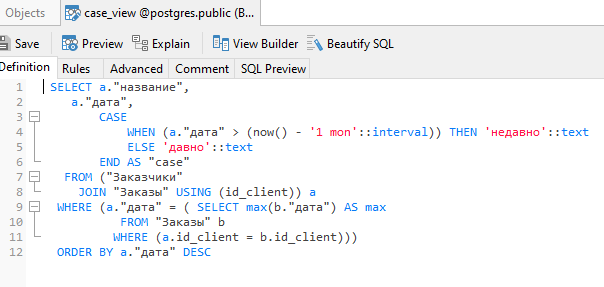 Objects
case_view @postgres.public (B...
Save Preview Explain View Builder Beautify SQL
Definition Rules Advanced Comment SQL Preview
1 SELECT a."название",
2 a."дата",
3 CASE
4 WHEN (a."дата" > (now() - '1 mon'::interval)) THEN 'недавно'::text
5 ELSE 'давно'::text
6 END AS "case"
7 FROM ("Заказчики"
8 JOIN "Заказы" USING (id_client)) a
9 WHERE (a."дата" = ( SELECT max(b."дата") AS max
10 FROM "Заказы" b
11 WHERE (a.id_client = b.id_client)))
12 ORDER BY a."дата" DESC